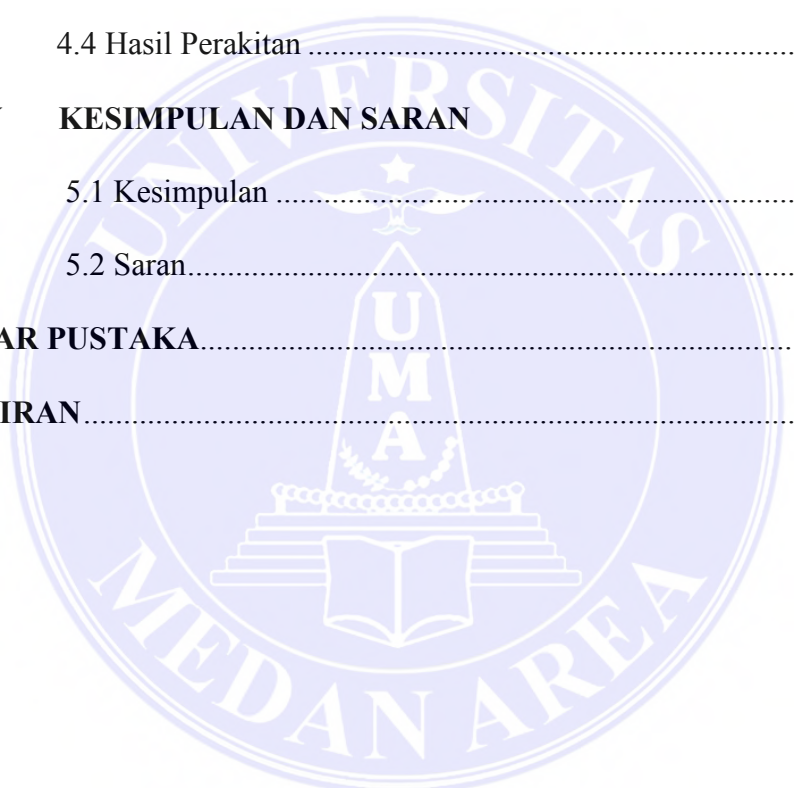 4.4 Hasil Perakitan ................................................................
KESIMPULAN DAN SARAN
5.1 Kesimpulan ................................................................
5.2 Saran................................................................
AR PUSTAKA................................................................
IRAN................................................................
UNIVERSITAS
UMA
MEDAN AREA